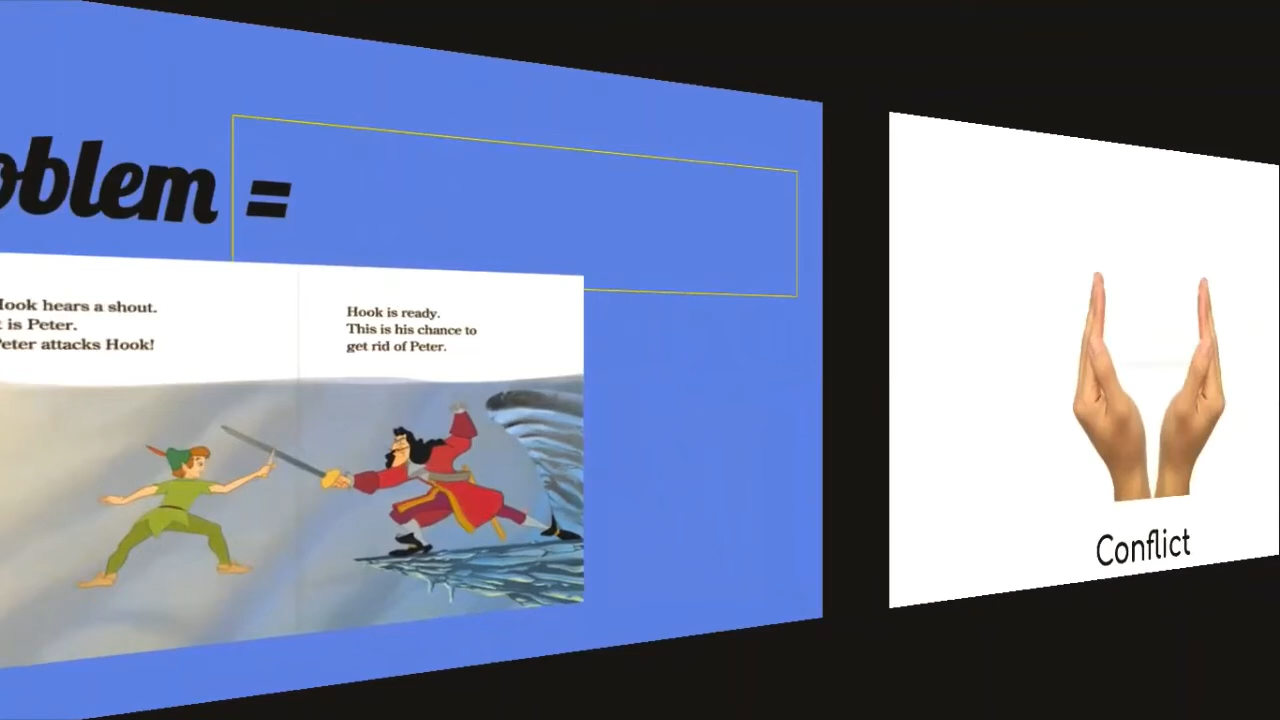 oblem =
Hook hears a shout.
is Peter.
Peter attacks Hook!
Hook is ready.
This is his chance to
get rid of Peter.
Conflict